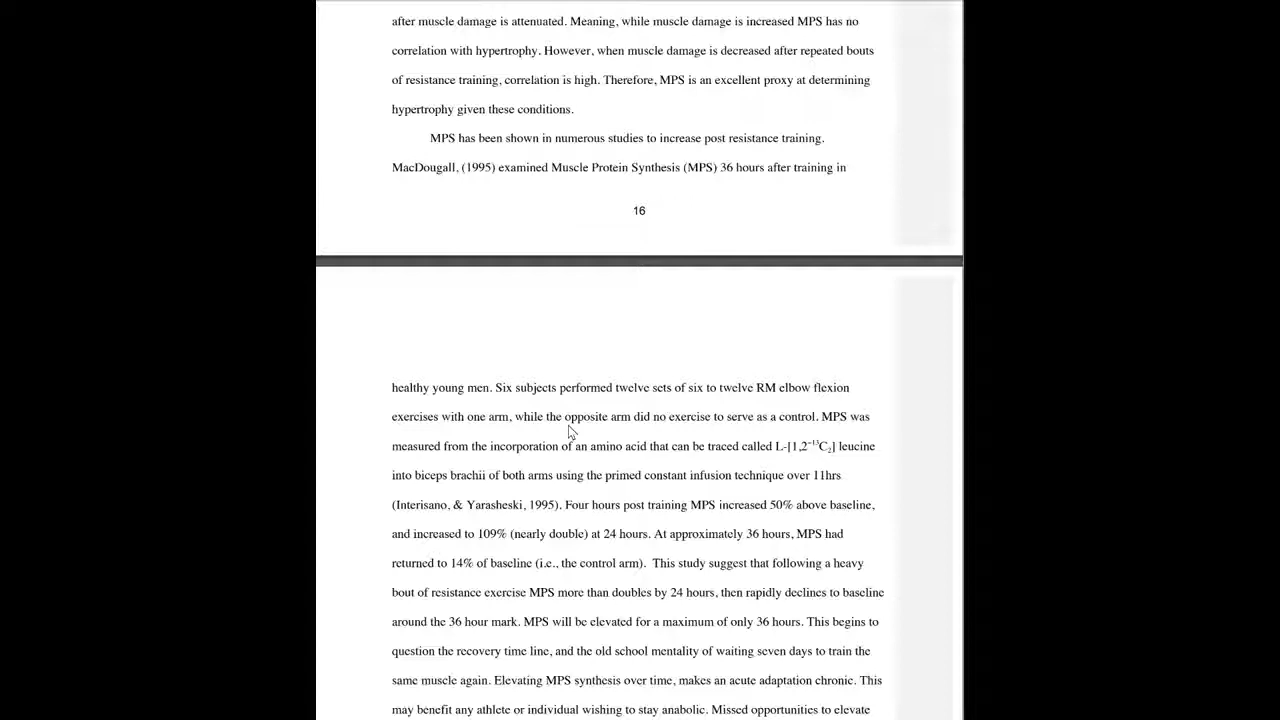 after muscle damage is attenuated. Meaning, while muscle damage is increased MPS has no
correlation with hypertrophy. However, when muscle damage is decreased after repeated bouts
of resistance training, correlation is high. Therefore, MPS is an excellent proxy at determining
hypertrophy given these conditions.
MPS has been shown in numerous studies to increase post resistance training.
MacDougall, (1995) examined Muscle Protein Synthesis (MPS) 36 hours after training in
16
healthy young men. Six subjects performed twelve sets of six to twelve RM elbow flexion
exercises with one arm, while the opposite arm did no exercise to serve as a control. MPS was
measured from the incorporation of an amino acid that can be traced called L-[1,2⁻¹³C₂] leucine
into biceps brachii of both arms using the primed constant infusion technique over 11hrs
(Interisano, & Yarasheski, 1995). Four hours post training MPS increased 50% above baseline,
and increased to 109% (nearly double) at 24 hours. At approximately 36 hours, MPS had
returned to 14% of baseline (i.e., the control arm).  This study suggest that following a heavy
bout of resistance exercise MPS more than doubles by 24 hours, then rapidly declines to baseline
around the 36 hour mark. MPS will be elevated for a maximum of only 36 hours. This begins to
question the recovery time line, and the old school mentality of waiting seven days to train the
same muscle again. Elevating MPS synthesis over time, makes an acute adaptation chronic. This
may benefit any athlete or individual wishing to stay anabolic. Missed opportunities to elevate